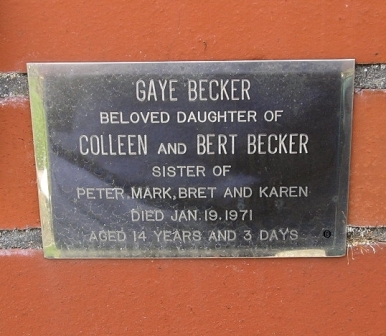 GAYE BECKER
BELOVED DAUGHTER OF
COLLEEN AND BERT BECKER
SISTER OF
PETER, MARK, BRET AND KAREN
DIED JAN. 19. 1971
AGED 14 YEARS AND 3 DAYS